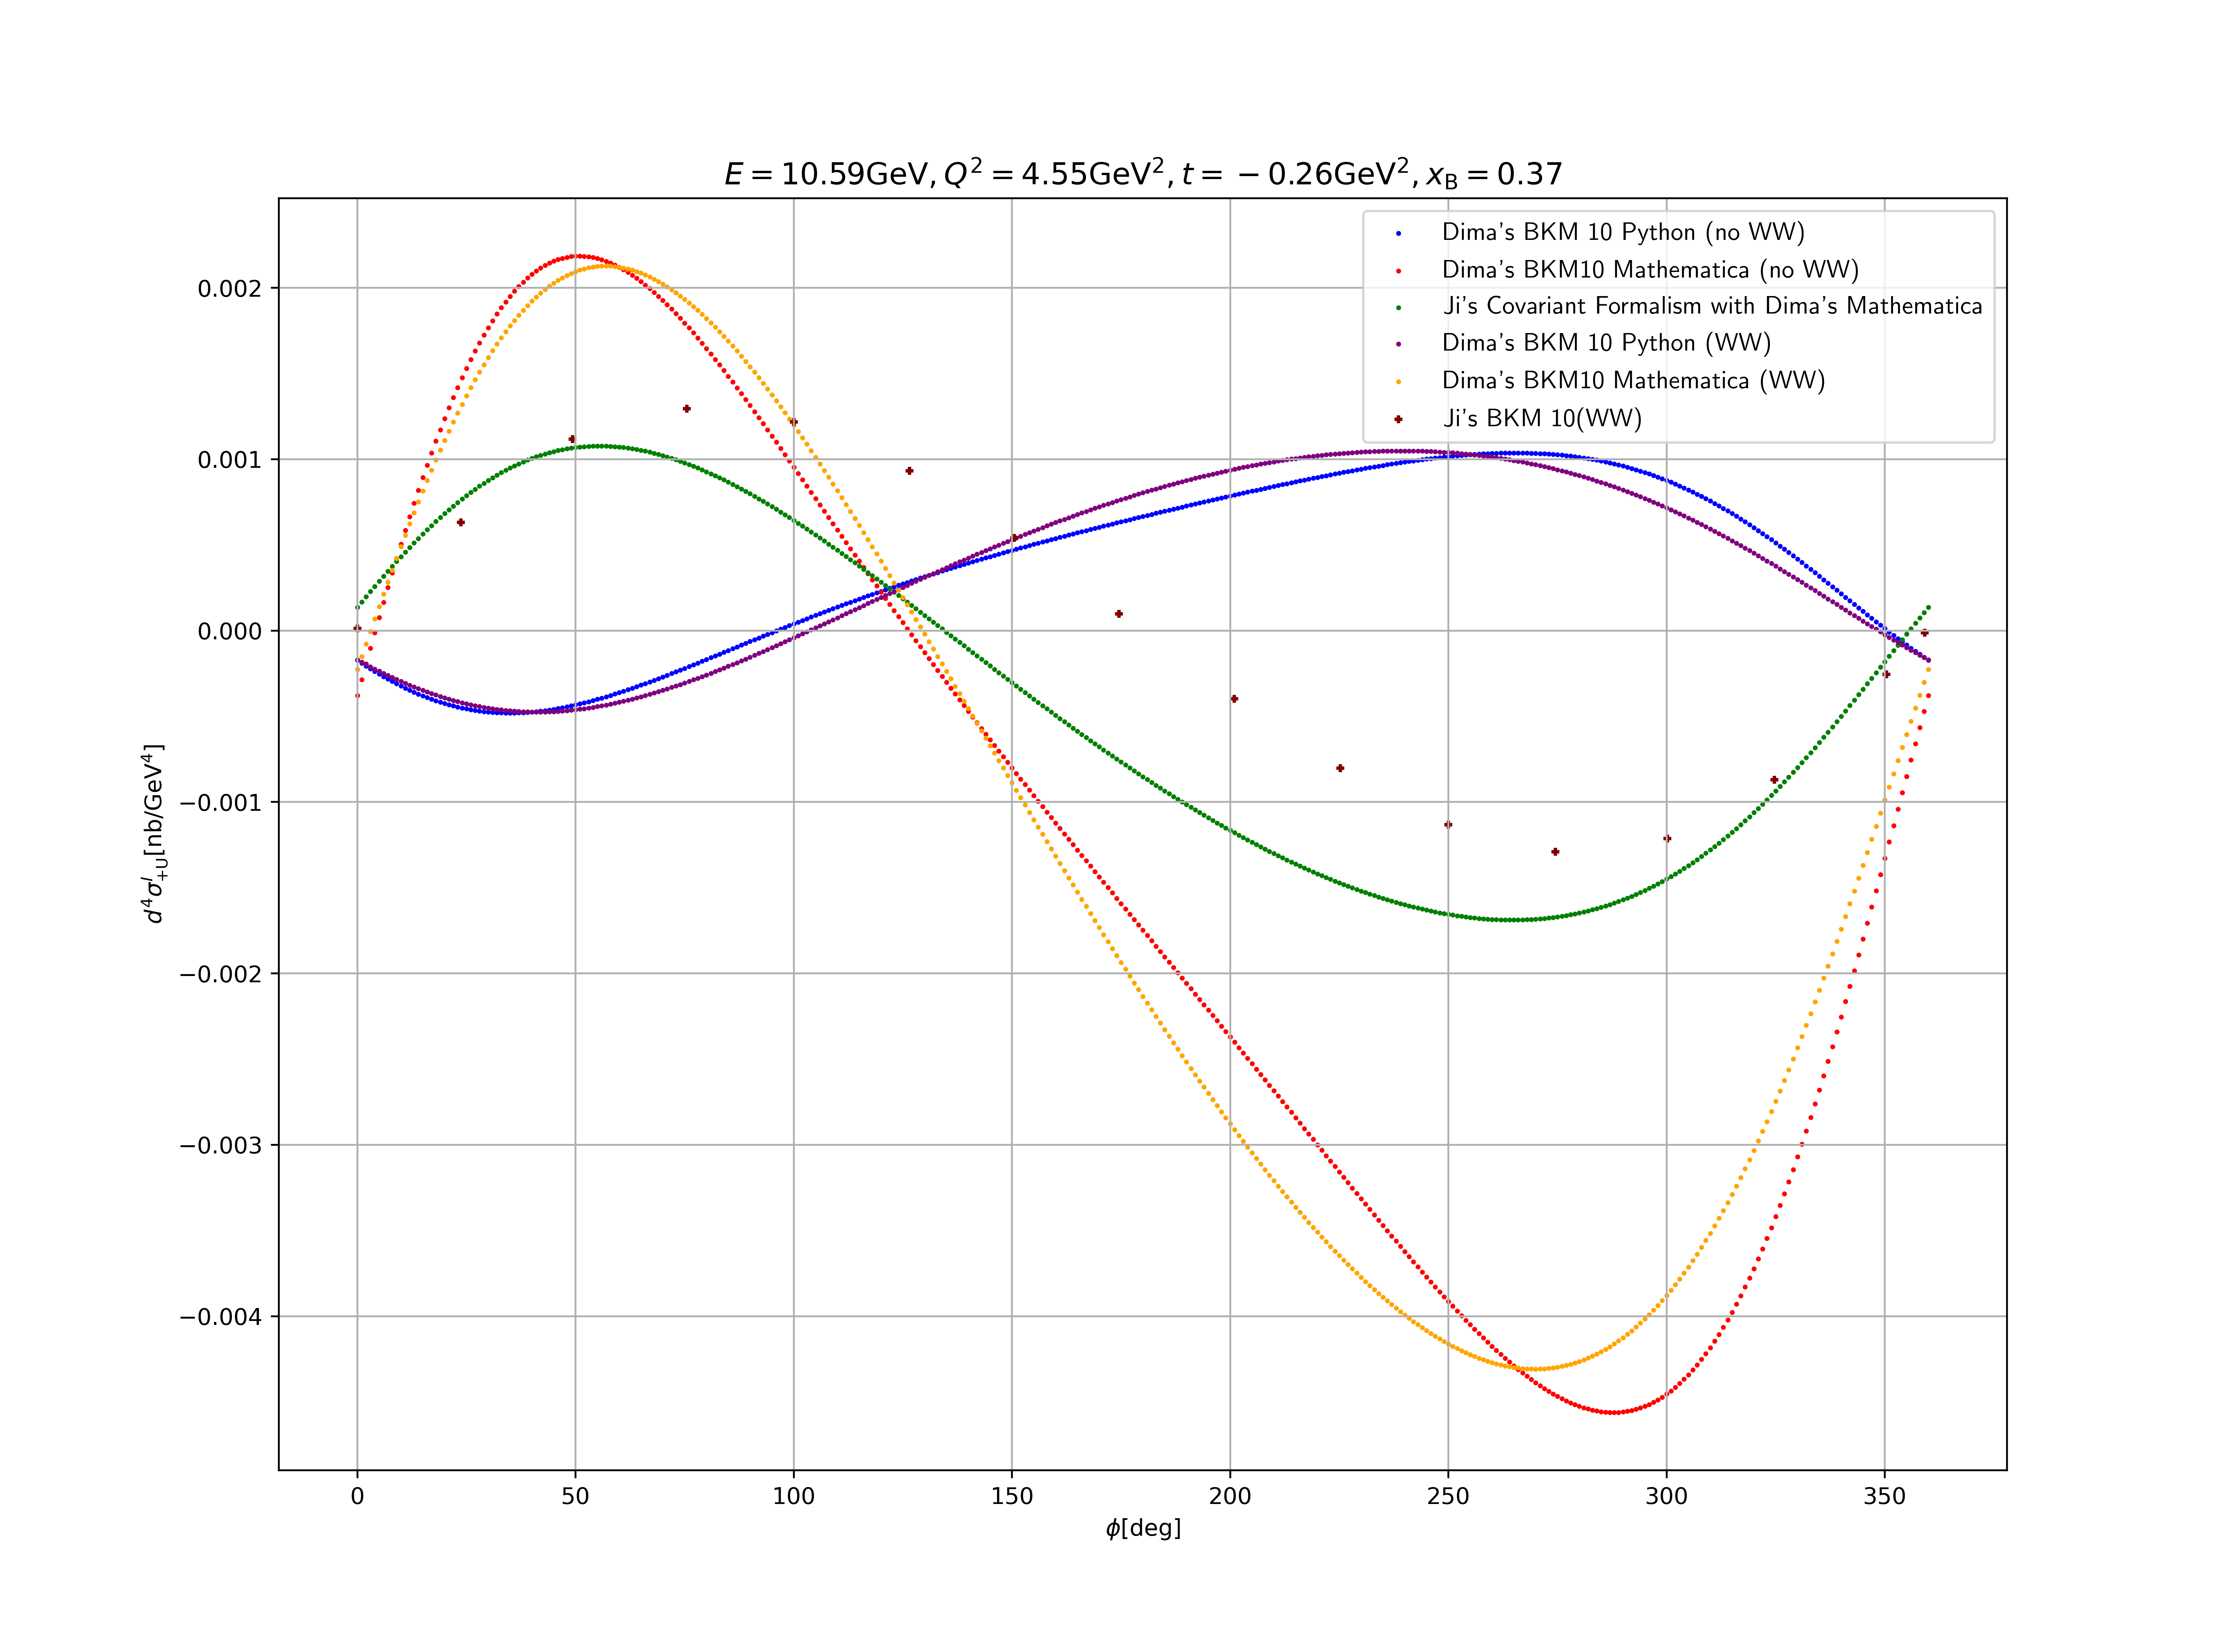 E = 10.59GeV, Q² = 4.55GeV², t = −0.26GeV², x_B = 0.37
Dima's BKM 10 Python (no WW)
Dima's BKM10 Mathematica (no WW)
Ji's Covariant Formalism with Dima's Mathematica
Dima's BKM 10 Python (WW)
Dima's BKM10 Mathematica (WW)
Ji's BKM 10(WW)
0.002
0.001
0.000
−0.001
−0.002
−0.003
−0.004
d⁴σ^I_{+U}[nb/GeV⁴]
0 50 100 150 200 250 300 350
ϕ[deg]